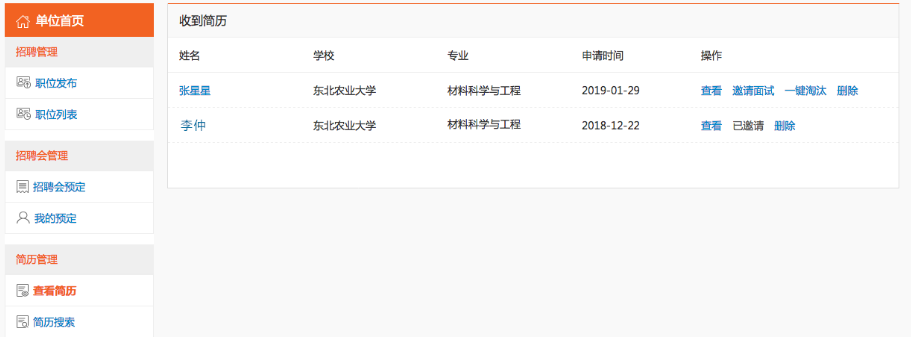 单位首页
招聘管理
职位发布
职位列表
招聘会管理
招聘会预定
我的预定
简历管理
查看简历
简历搜索
收到简历
姓名 学校 专业 申请时间 操作
张星星 东北农业大学 材料科学与工程 2019-01-29 查看 邀请面试 一键淘汰 删除
李仲 东北农业大学 材料科学与工程 2018-12-22 查看 已邀请 删除